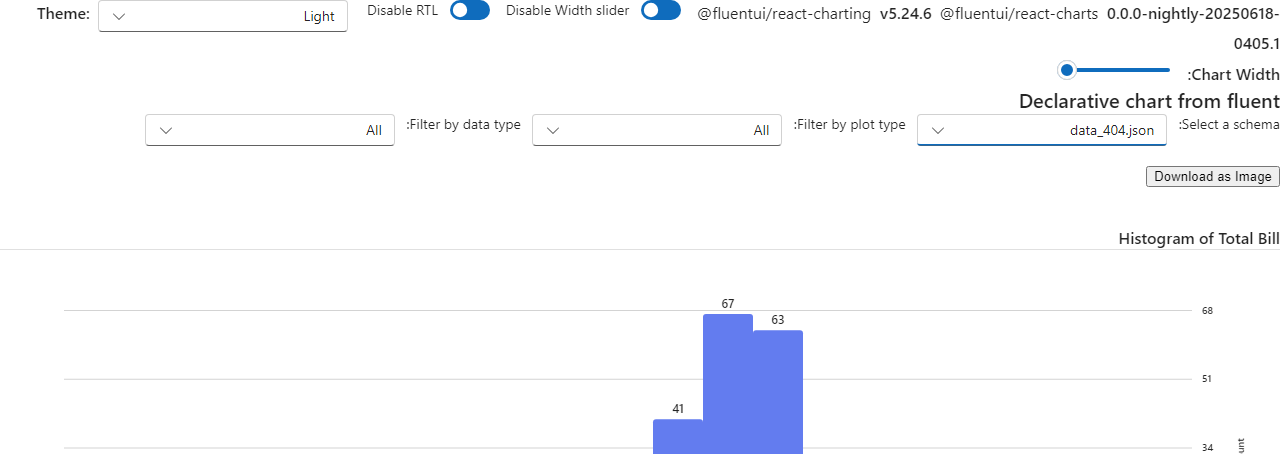 Theme: Light Disable RTL Disable Width slider @fluentui/react-charting v5.24.6 @fluentui/react-charts 0.0.0-nightly-20250618-
0405.1
:Chart Width
Declarative chart from fluent
:Select a schema data_404.json :Filter by plot type All :Filter by data type All
Download as Image
Histogram of Total Bill
67
68
63
51
41
34